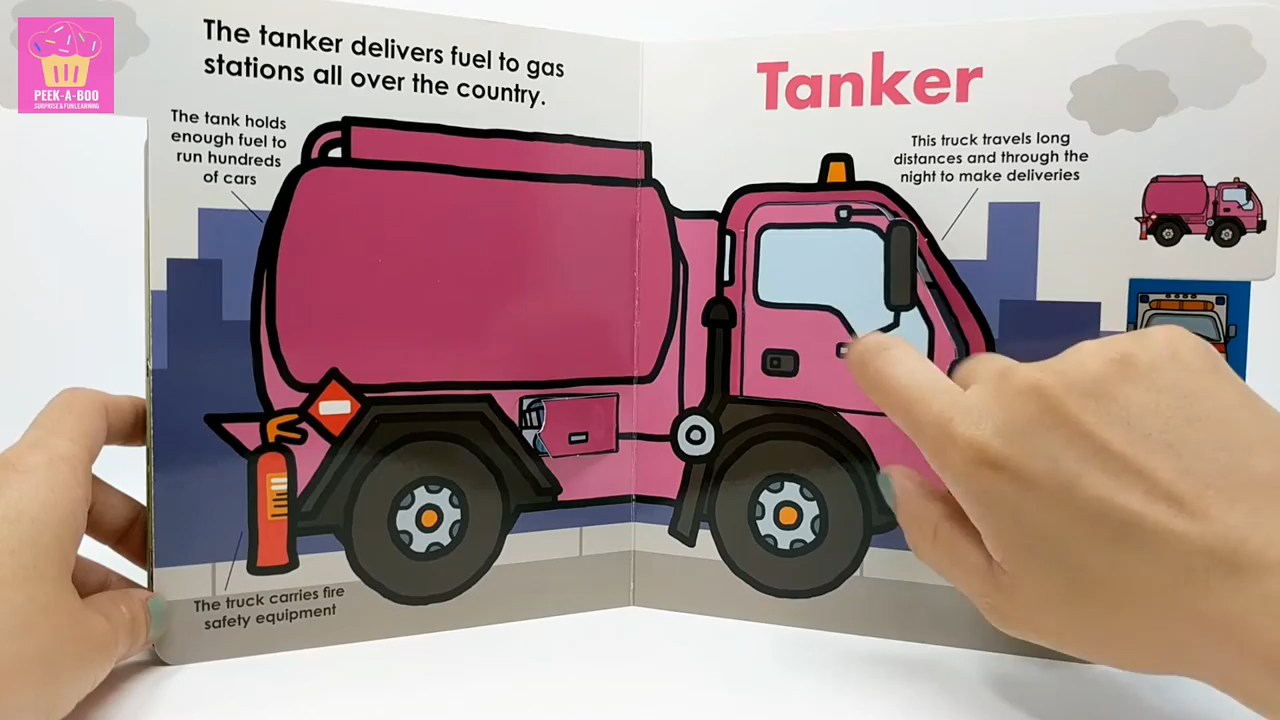 PEEK-A-BOO
SURPRISE & FUN LEARNING
The tanker delivers fuel to gas
stations all over the country.
The tank holds
enough fuel to
run hundreds
of cars
Tanker
This truck travels long
distances and through the
night to make deliveries
The truck carries fire
safety equipment